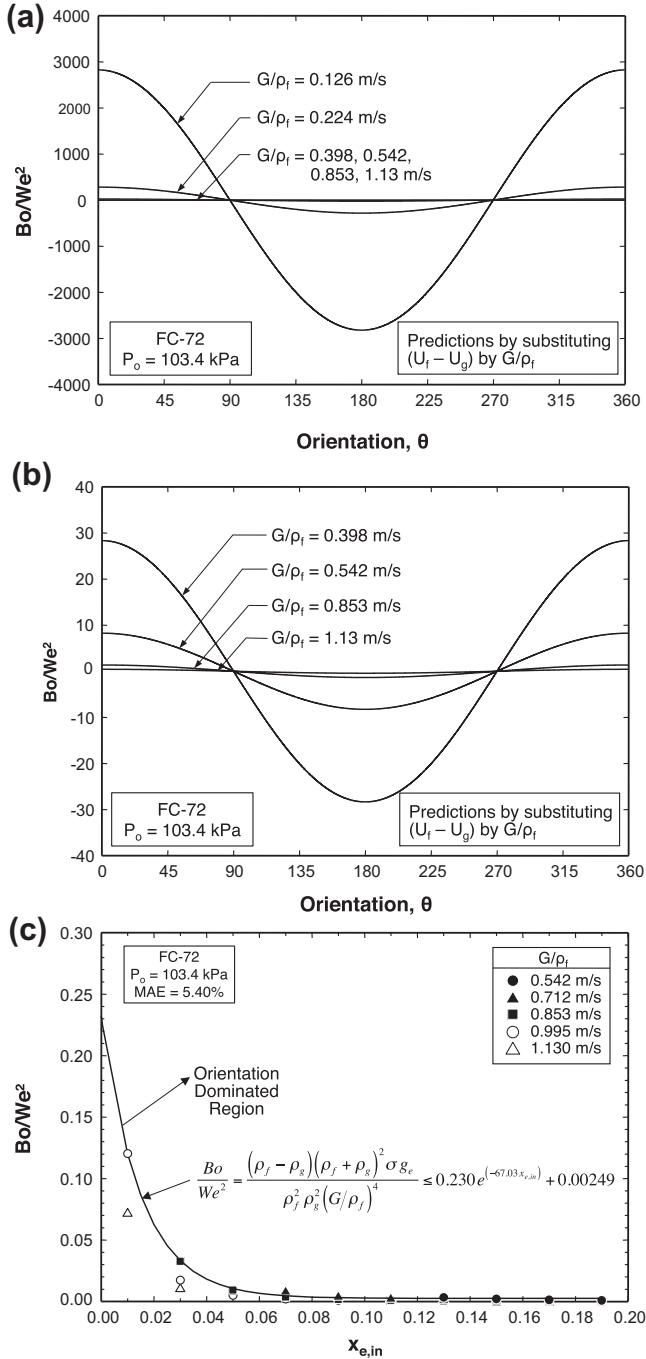 (a)
4000
3000
2000
1000
0
-1000
-2000
-3000
-4000
Bo/We²
G/ρf = 0.126 m/s
G/ρf = 0.224 m/s
G/ρf = 0.398, 0.542,
0.853, 1.13 m/s
FC-72
Po = 103.4 kPa
Predictions by substituting
(Uf – Ug) by G/ρf
0 45 90 135 180 225 270 315 360
Orientation, θ
(b)
40
30
20
10
0
-10
-20
-30
-40
Bo/We²
G/ρf = 0.398 m/s
G/ρf = 0.542 m/s
G/ρf = 0.853 m/s
G/ρf = 1.13 m/s
FC-72
Po = 103.4 kPa
Predictions by substituting
(Uf – Ug) by G/ρf
0 45 90 135 180 225 270 315 360
Orientation, θ
(c)
0.30
0.25
0.20
0.15
0.10
0.05
0.00
Bo/We²
FC-72
Po = 103.4 kPa
MAE = 5.40%
G/ρf
0.542 m/s
0.712 m/s
0.853 m/s
0.995 m/s
1.130 m/s
Orientation
Dominated
Region
Bo/We² = (ρf – ρg)(ρf + ρg)² σ ge / ρf² ρg² (G/ρf)⁴ ≤ 0.230 e^(–67.03 xe,in) + 0.00249
0.00 0.02 0.04 0.06 0.08 0.10 0.12 0.14 0.16 0.18 0.20
xe,in